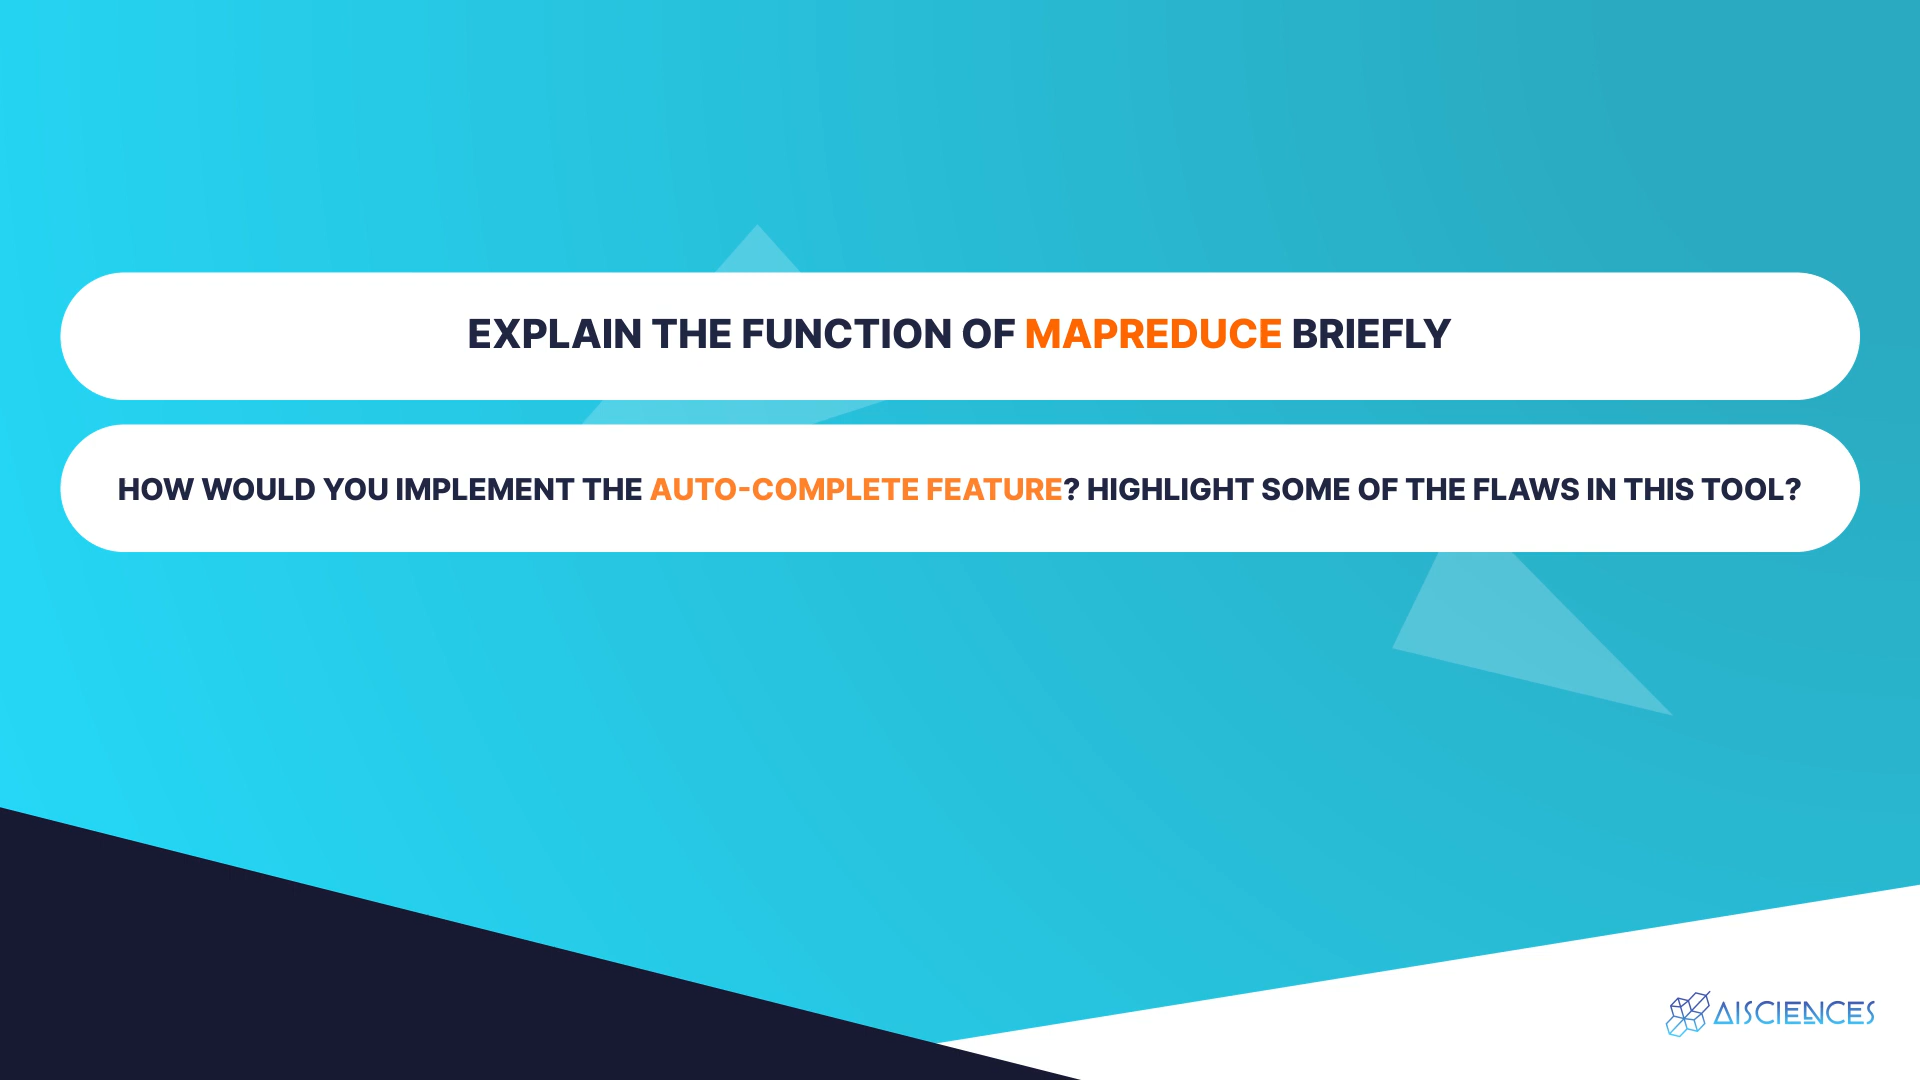 EXPLAIN THE FUNCTION OF MAPREDUCE BRIEFLY
HOW WOULD YOU IMPLEMENT THE AUTO-COMPLETE FEATURE? HIGHLIGHT SOME OF THE FLAWS IN THIS TOOL?
AISCIENCES